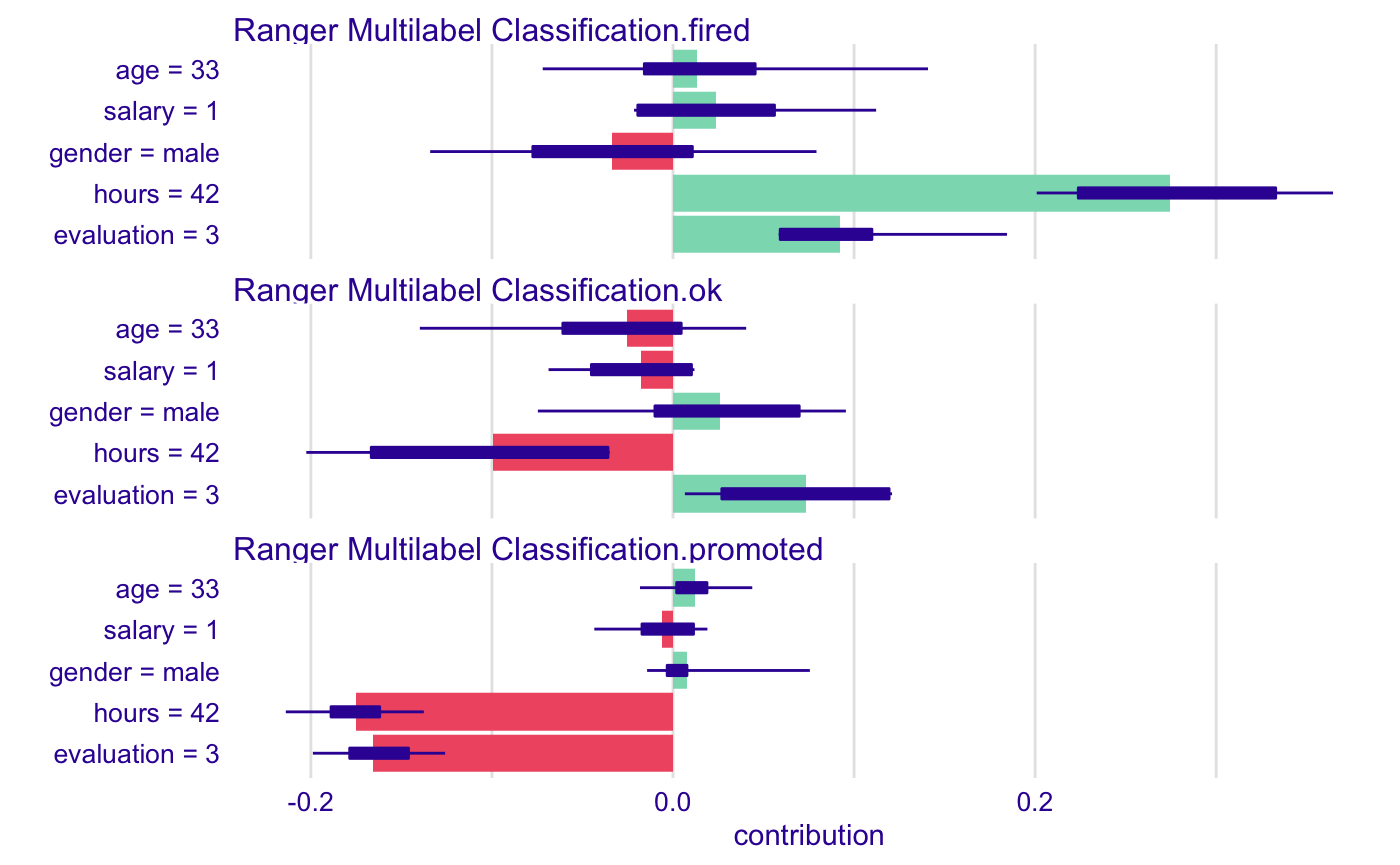 Ranger Multilabel Classification.fired
age = 33
salary = 1
gender = male
hours = 42
evaluation = 3
Ranger Multilabel Classification.ok
age = 33
salary = 1
gender = male
hours = 42
evaluation = 3
Ranger Multilabel Classification.promoted
age = 33
salary = 1
gender = male
hours = 42
evaluation = 3
-0.2 0.0 0.2
contribution